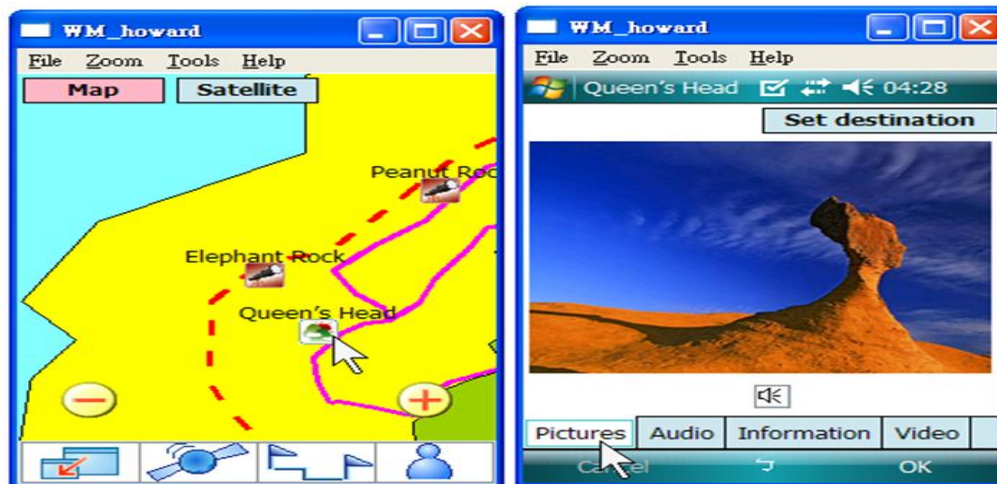 WM_howard
File Zoom Tools Help
Map Satellite
Peanut Roc
Elephant Rock
Queen's Head
WM_howard
File Zoom Tools Help
Queen's Head 04:28
Set destination
Pictures Audio Information Video
Cancel OK